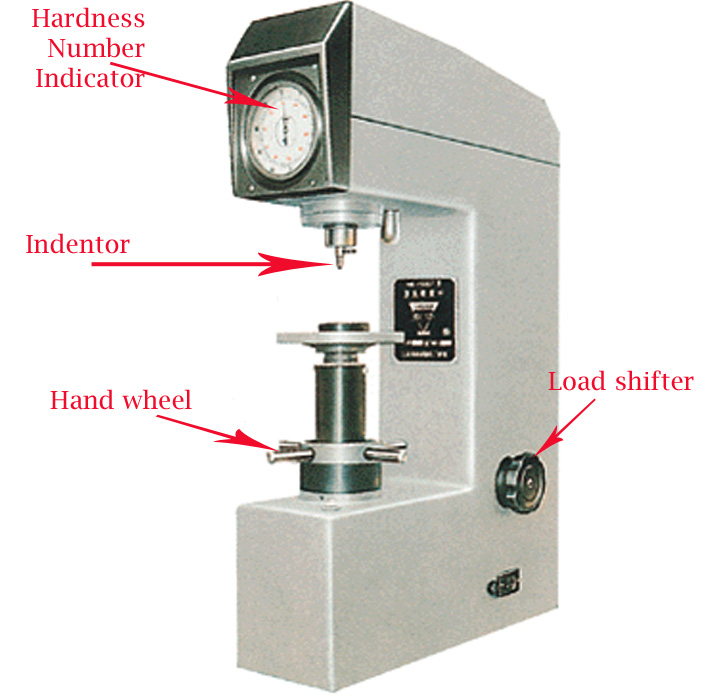 Hardness
Number
Indicator
Indentor
Hand wheel
Load shifter